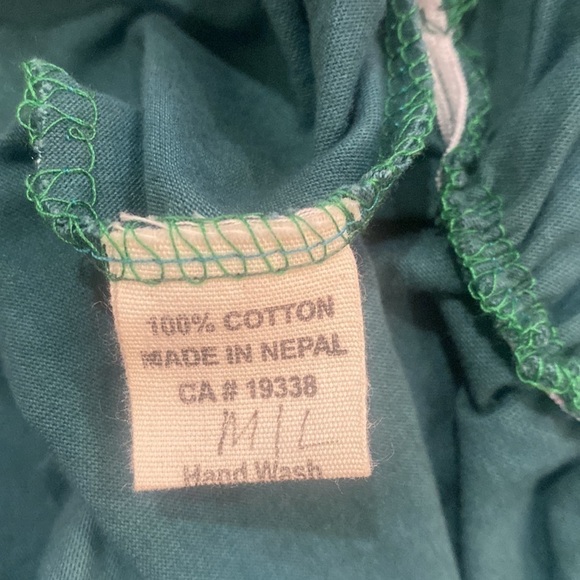 100% COTTON
MADE IN NEPAL
CA # 19338
M/L
Hand Wash